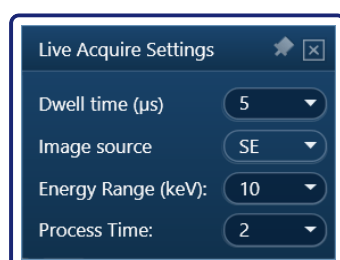 Live Acquire Settings
Dwell time (µs) 5
Image source SE
Energy Range (keV): 10
Process Time: 2